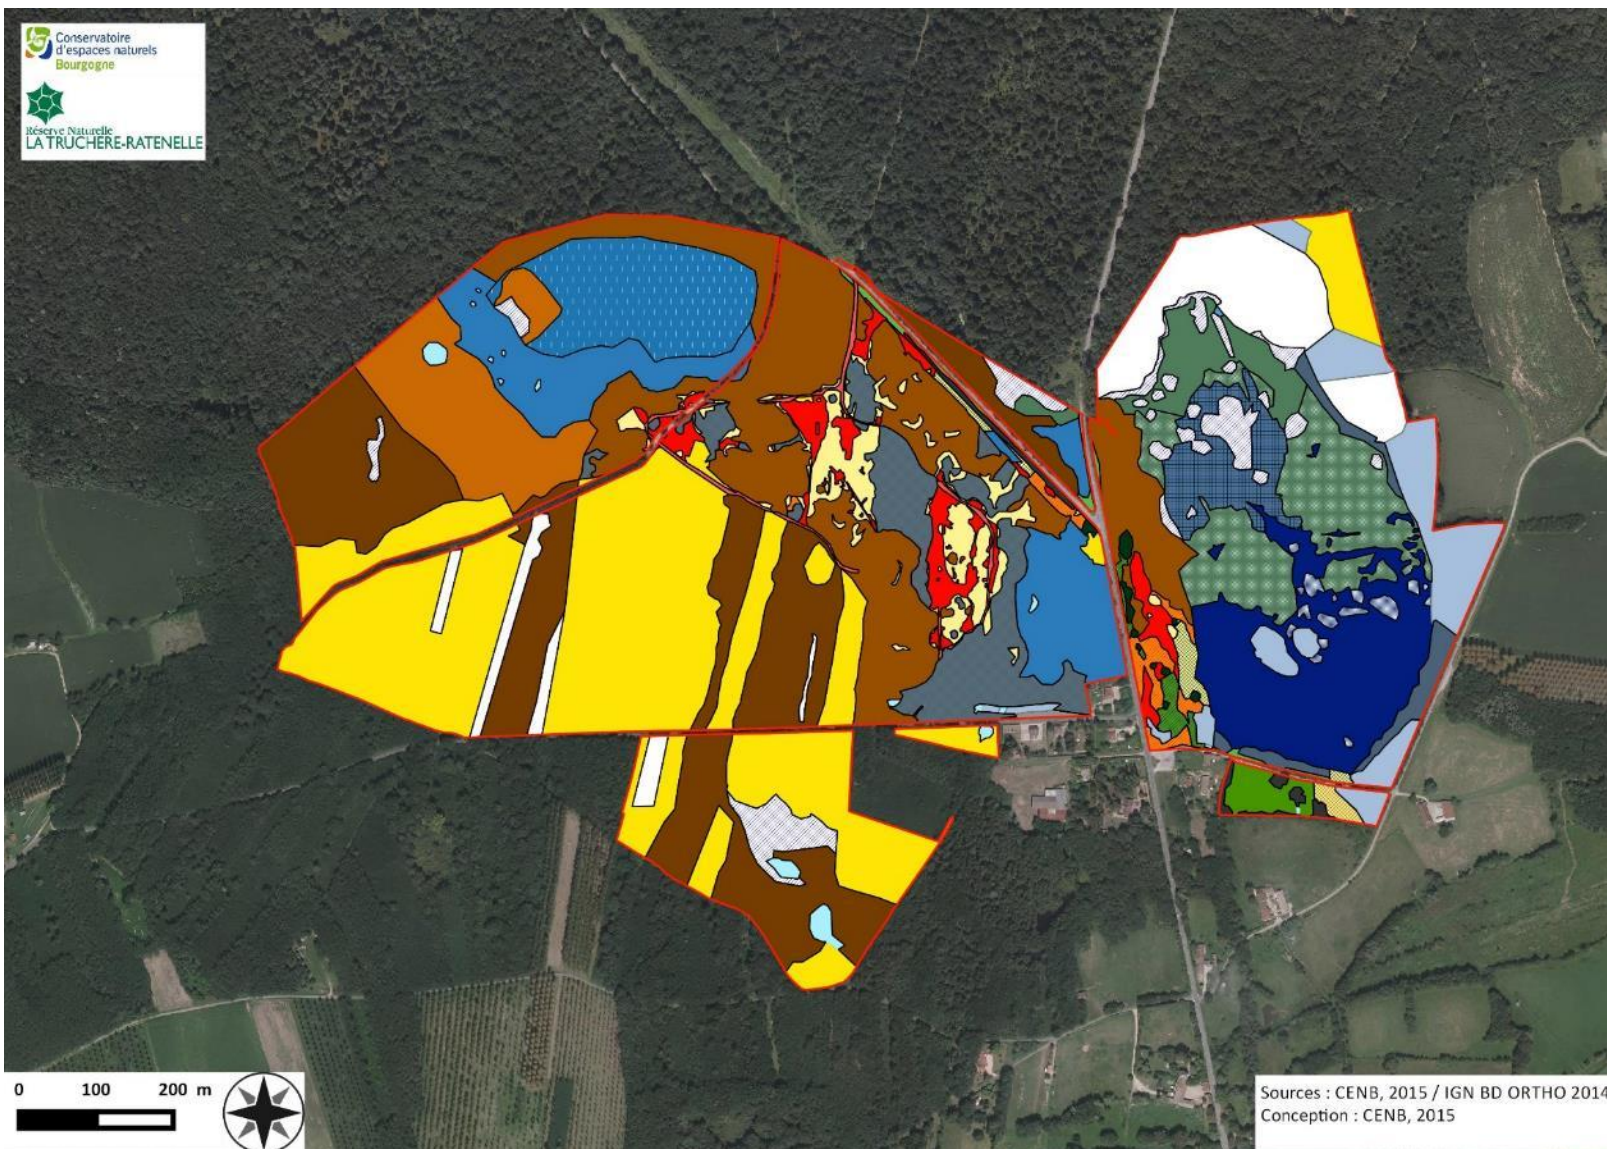 Conservatoire
d'espaces naturels
Bourgogne
Réserve Naturelle
LA TRUCHÈRE-RATENELLE
0 100 200 m
Sources : CENB, 2015 / IGN BD ORTHO 2014
Conception : CENB, 2015